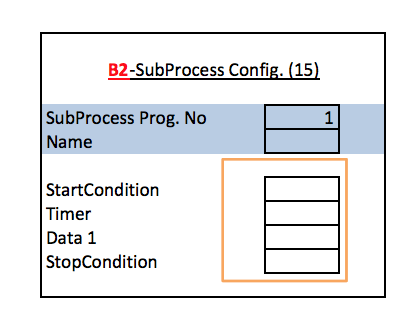 B2-SubProcess Config. (15)
SubProcess Prog. No 1
Name
StartCondition
Timer
Data 1
StopCondition